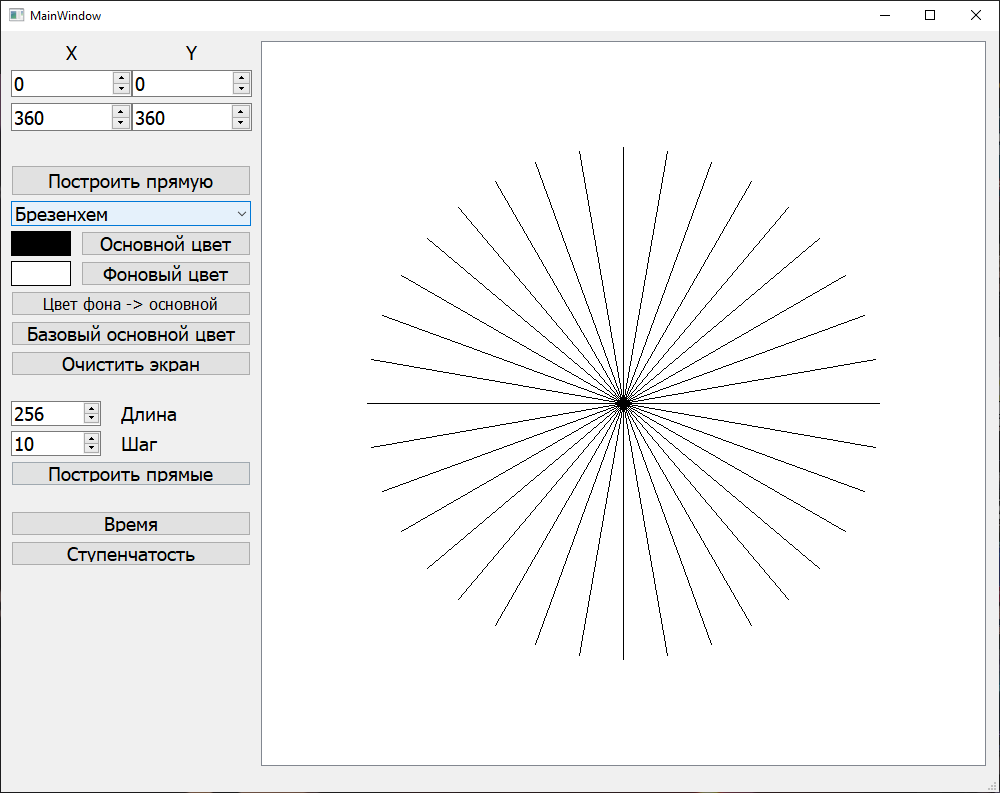 MainWindow
X Y
0 0
360 360
Построить прямую
Брезенхем
Основной цвет
Фоновый цвет
Цвет фона -> основной
Базовый основной цвет
Очистить экран
256 Длина
10 Шаг
Построить прямые
Время
Ступенчатость